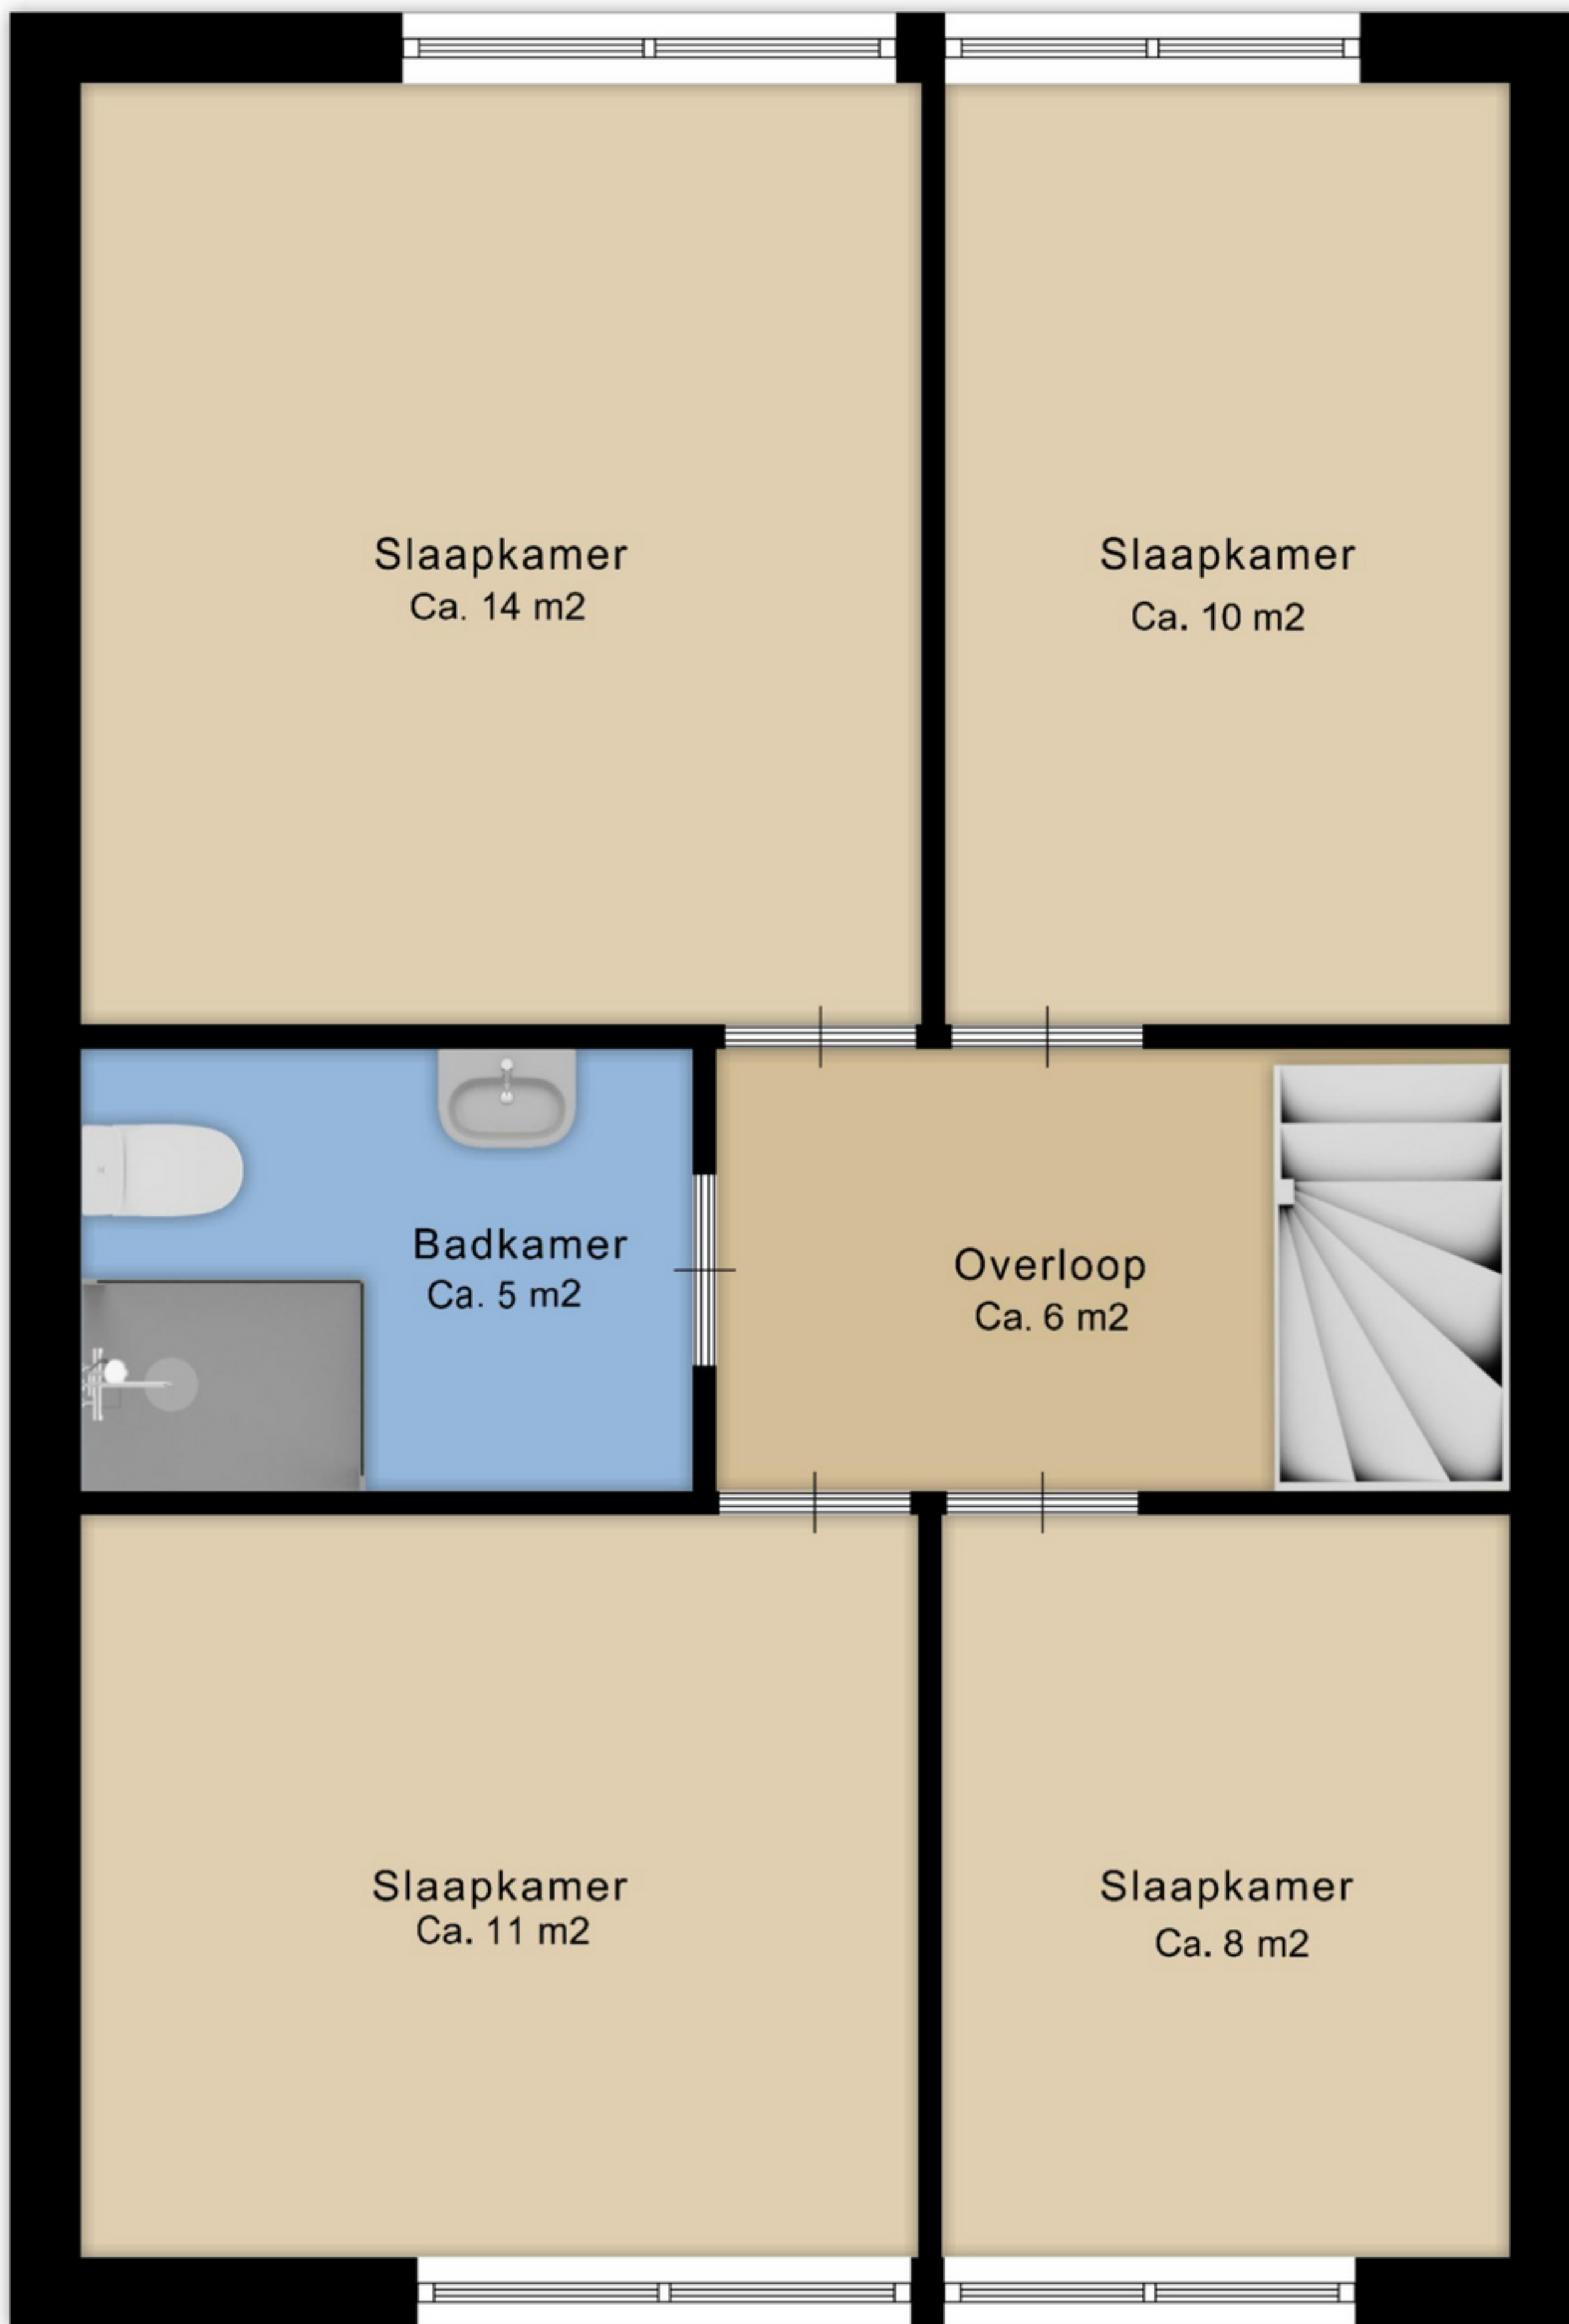 Slaapkamer
Ca. 14 m2
Slaapkamer
Ca. 10 m2
Badkamer
Ca. 5 m2
Overloop
Ca. 6 m2
Slaapkamer
Ca. 11 m2
Slaapkamer
Ca. 8 m2